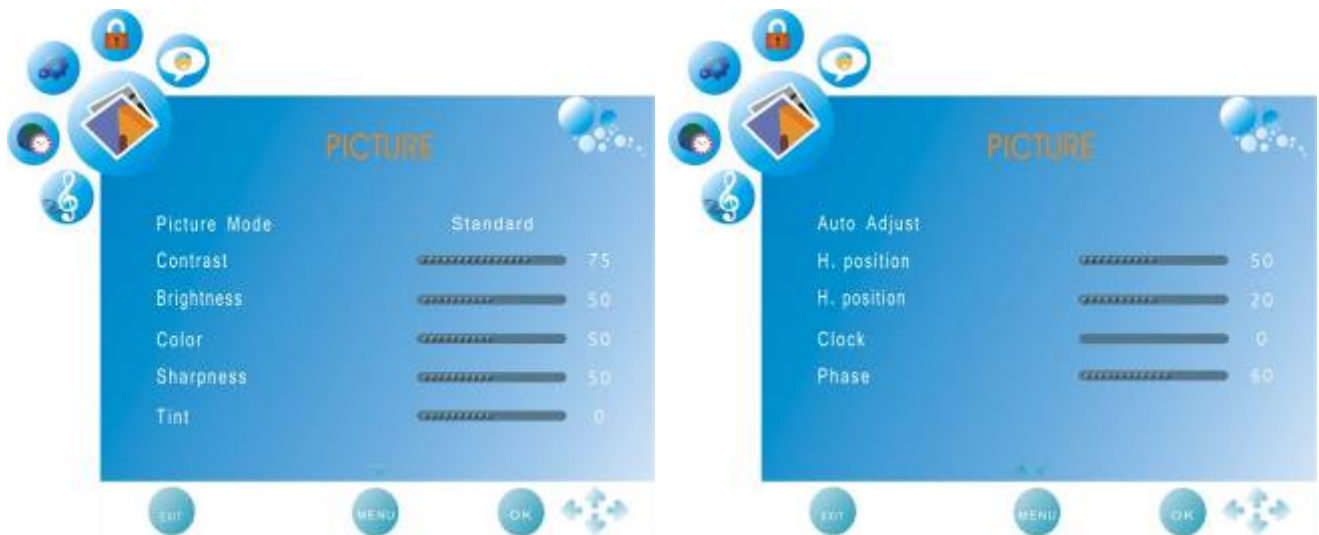 PICTURE
Picture Mode Standard
Contrast 75
Brightness 50
Color 50
Sharpness 50
Tint 0
EXIT MENU OK
PICTURE
Auto Adjust
H. position 50
H. position 20
Clock 0
Phase 60
EXIT MENU OK